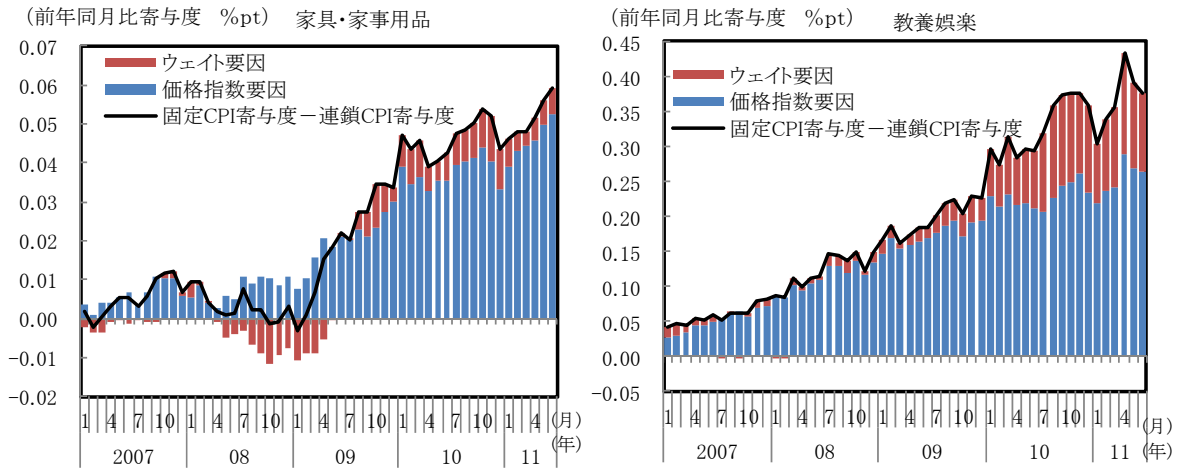 （前年同月比寄与度　%pt）
家具・家事用品
0.07
0.06
0.05
0.04
0.03
0.02
0.01
0.00
−0.01
−0.02
ウェイト要因
価格指数要因
固定CPI寄与度－連鎖CPI寄与度
1 4 7 10 1 4 7 10 1 4 7 10 1 4 7 10 1 4 (月)
2007 08 09 10 11 (年)
（前年同月比寄与度　%pt）
教養娯楽
0.45
0.40
0.35
0.30
0.25
0.20
0.15
0.10
0.05
0.00
−0.05
ウェイト要因
価格指数要因
固定CPI寄与度－連鎖CPI寄与度
1 4 7 10 1 4 7 10 1 4 7 10 1 4 7 10 1 4 (月)
2007 08 09 10 11 (年)